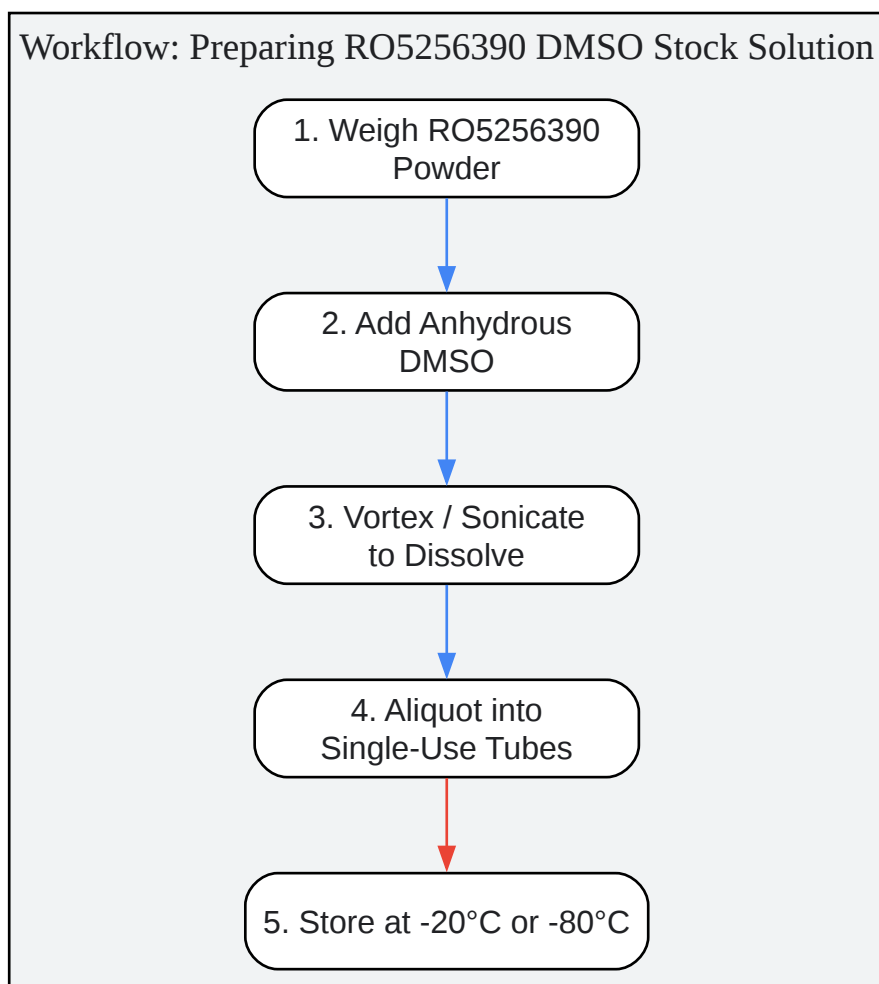 Workflow: Preparing RO5256390 DMSO Stock Solution
1. Weigh RO5256390
Powder
2. Add Anhydrous
DMSO
3. Vortex / Sonicate
to Dissolve
4. Aliquot into
Single-Use Tubes
5. Store at -20°C or -80°C